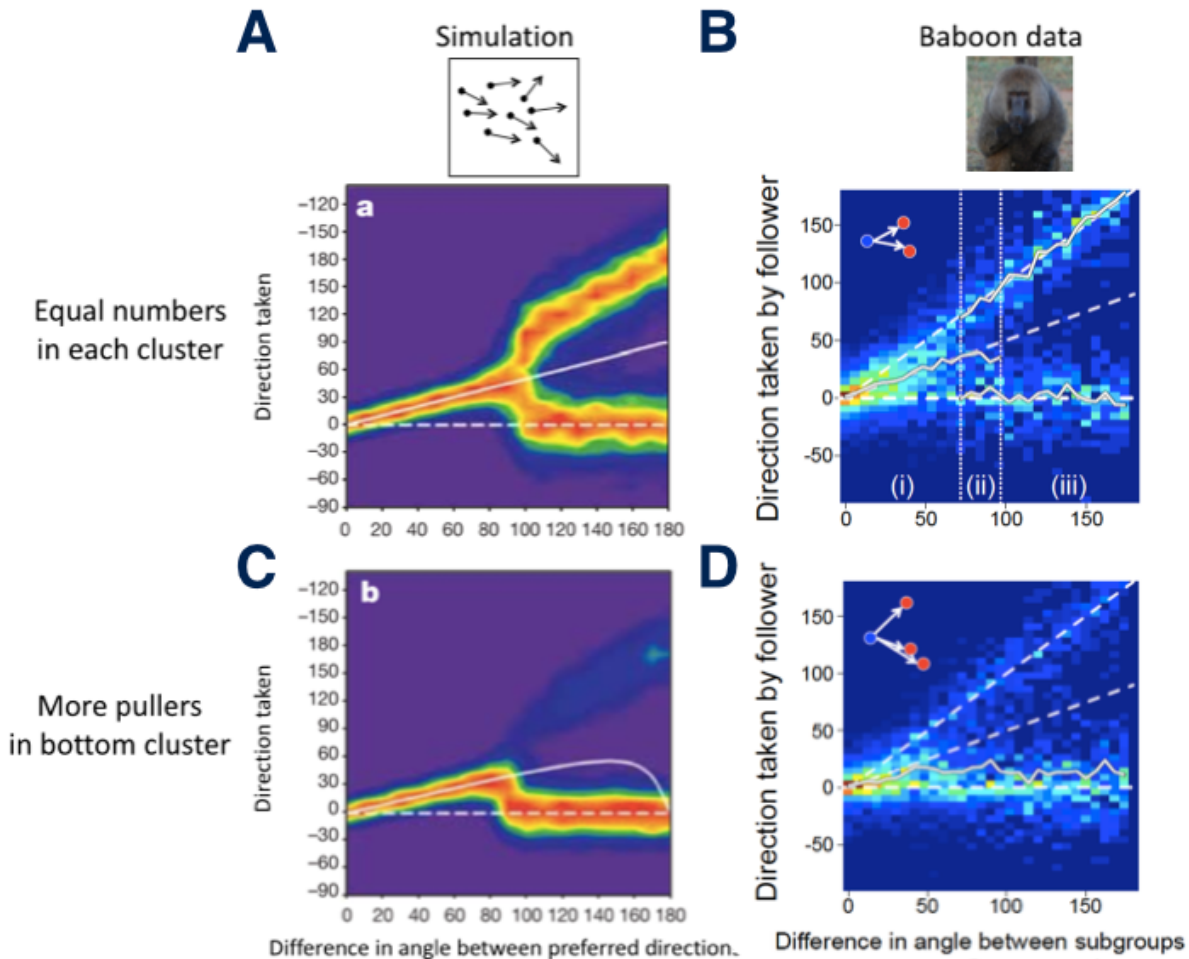 A
Simulation
B
Baboon data
Equal numbers
in each cluster
a
Direction taken
−120
−150
180
150
120
90
60
30
0
−30
−60
−90
0 20 40 60 80 100 120 140 160 180
Direction taken by follower
150
100
50
0
-50
(i) (ii) (iii)
0 50 100 150
C
D
More pullers
in bottom cluster
b
Direction taken
−120
−150
180
150
120
90
60
30
0
−30
−60
−90
0 20 40 60 80 100 120 140 160 180
Difference in angle between preferred direction
Direction taken by follower
150
100
50
0
-50
0 50 100 150
Difference in angle between subgroups